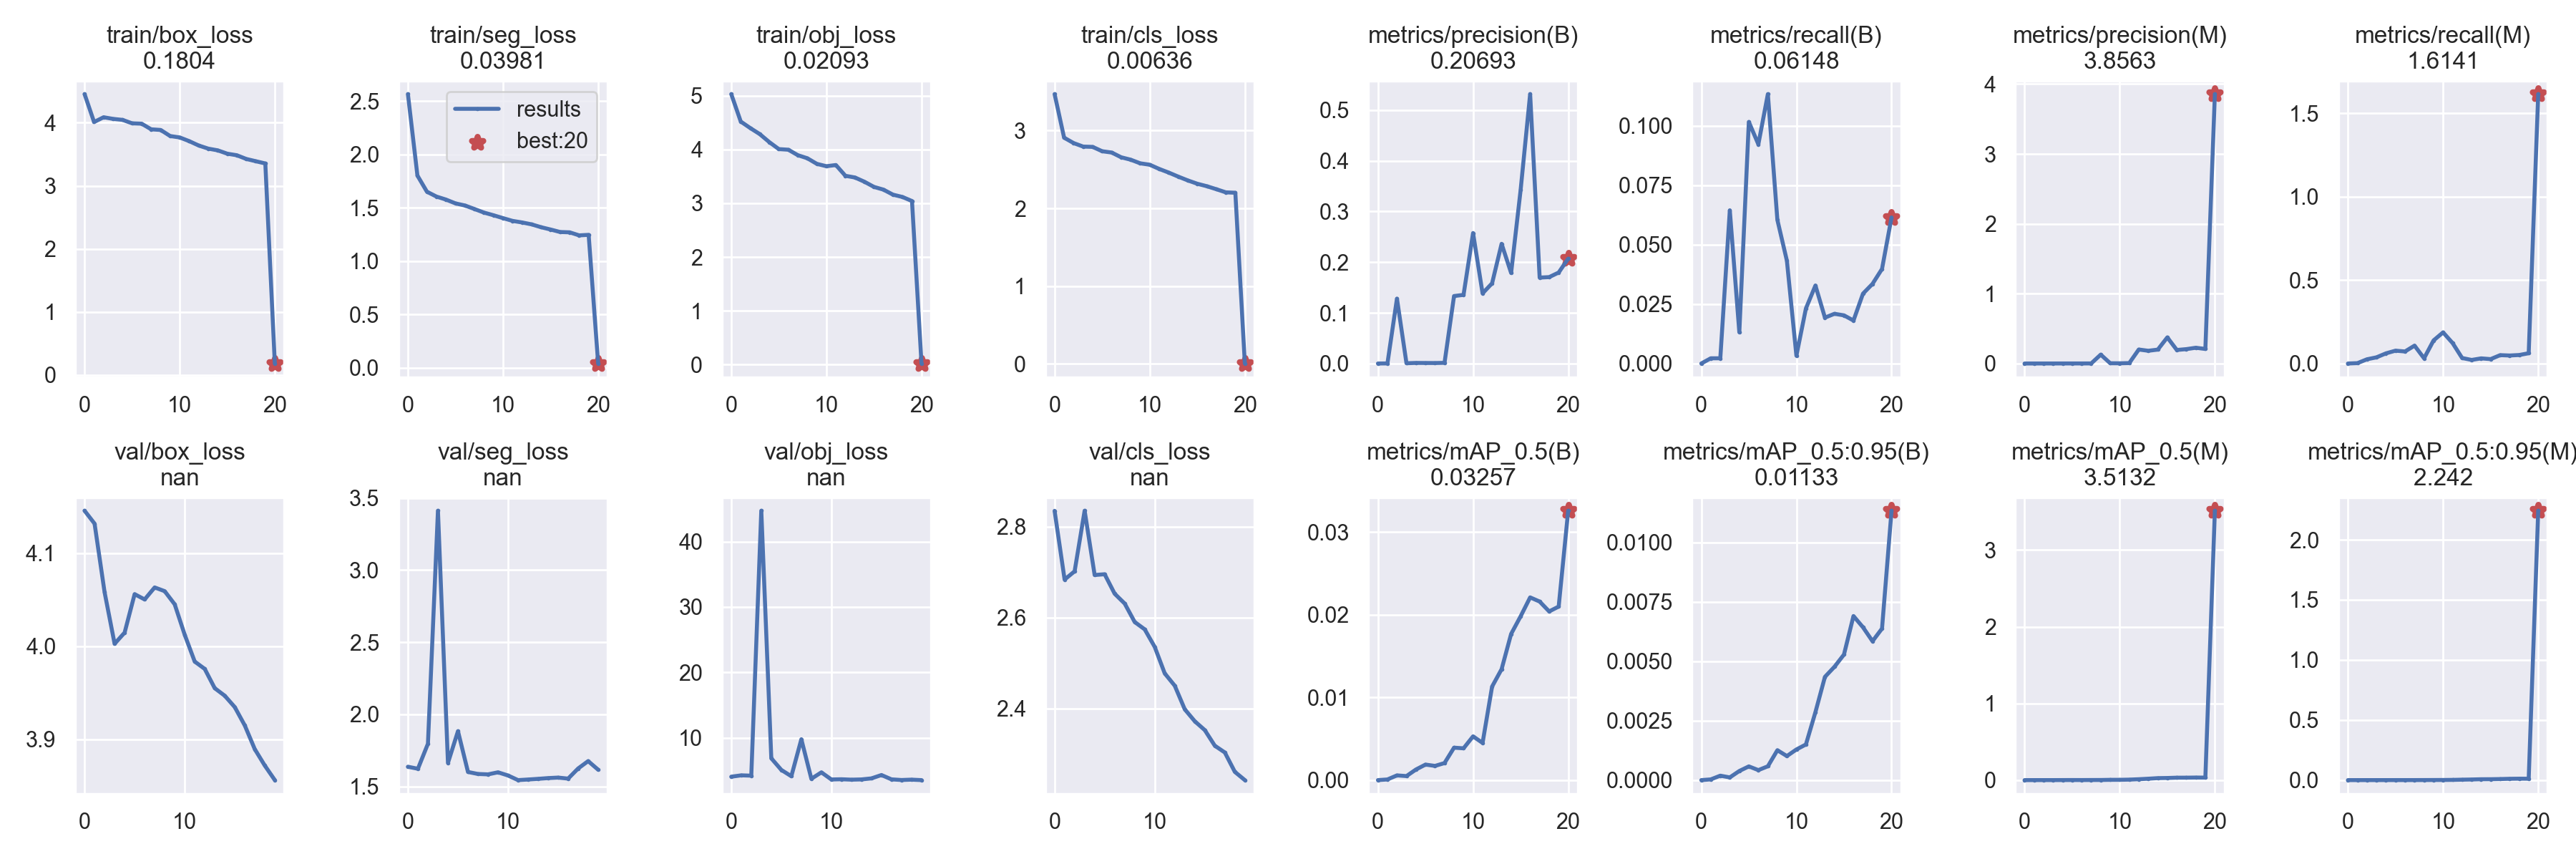 train/box_loss
0.1804
train/seg_loss
0.03981
train/obj_loss
0.02093
train/cls_loss
0.00636
metrics/precision(B)
0.20693
metrics/recall(B)
0.06148
metrics/precision(M)
3.8563
metrics/recall(M)
1.6141
4
3
2
1
0
0 10 20
2.5
2.0
1.5
1.0
0.5
0.0
results
best:20
0 10 20
5
4
3
2
1
0
0 10 20
3
2
1
0
0 10 20
0.5
0.4
0.3
0.2
0.1
0.0
0 10 20
0.100
0.075
0.050
0.025
0.000
0 10 20
4
3
2
1
0
0 10 20
1.5
1.0
0.5
0.0
0 10 20
val/box_loss
nan
val/seg_loss
nan
val/obj_loss
nan
val/cls_loss
nan
metrics/mAP_0.5(B)
0.03257
metrics/mAP_0.5:0.95(B)
0.01133
metrics/mAP_0.5(M)
3.5132
metrics/mAP_0.5:0.95(M)
2.242
4.1
4.0
3.9
0 10
3.5
3.0
2.5
2.0
1.5
0 10
40
30
20
10
0 10
2.8
2.6
2.4
0 10
0.03
0.02
0.01
0.00
0 10 20
0.0100
0.0075
0.0050
0.0025
0.0000
0 10 20
3
2
1
0
0 10 20
2.0
1.5
1.0
0.5
0.0
0 10 20